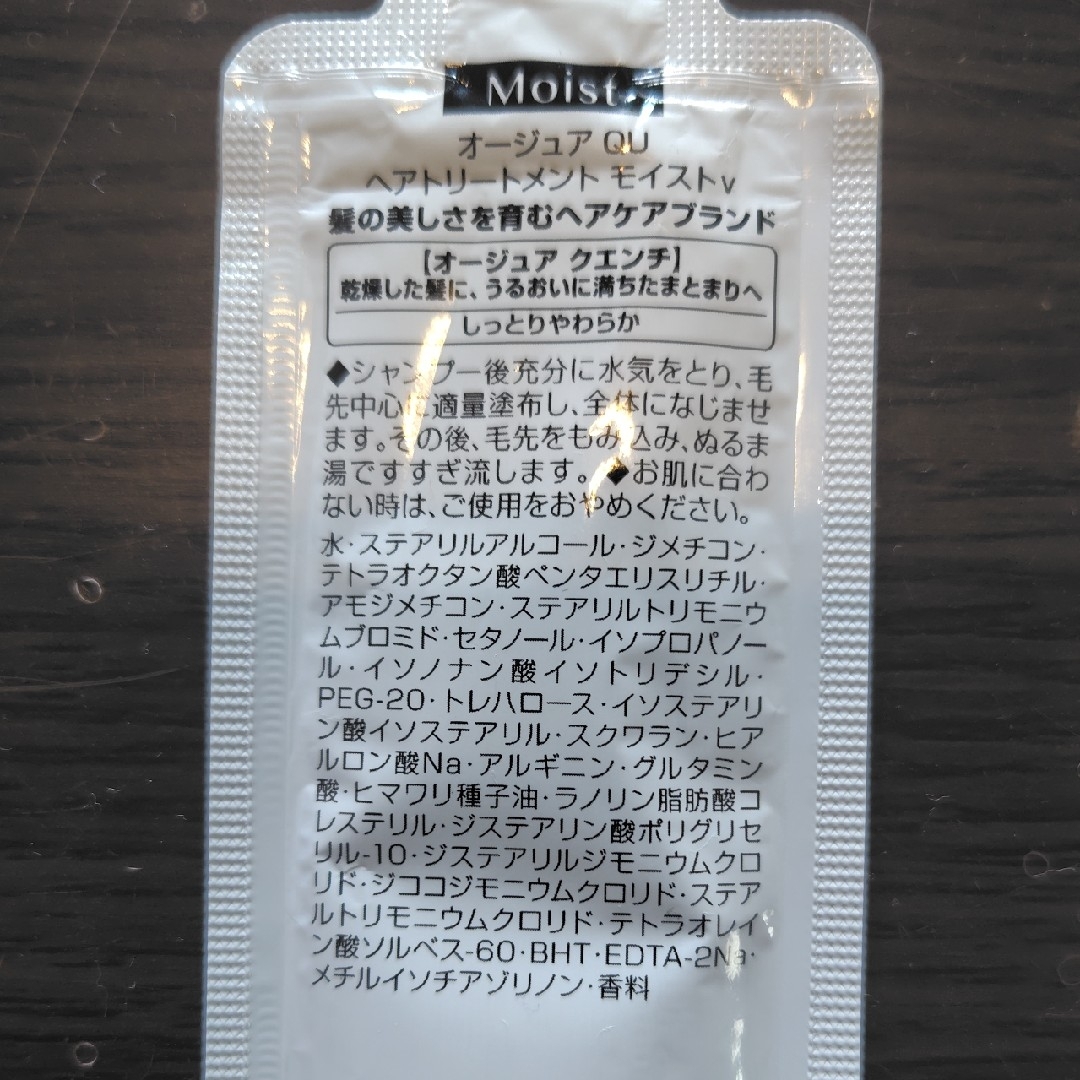 Moist
オージュア QU
ヘアトリートメント モイストv
髪の美しさを育むヘアケアブランド
【オージュア クエンチ】
乾燥した髪に、うるおいに満ちたまとまりへ
しっとりやわらか
◆シャンプー後充分に水気をとり、毛
先中心に適量塗布し、全体になじませ
ます。その後、毛先をもみ込み、ぬるま
湯ですすぎ流します。◆お肌に合わ
ない時は、ご使用をおやめください。
水・ステアリルアルコール・ジメチコン・
テトラオクタン酸ペンタエリスリチル・
アモジメチコン・ステアリルトリモニウ
ムブロミド・セタノール・イソプロパノー
ル・イソノナン酸イソトリデシル・
PEG-20・トレハロース・イソステアリ
ン酸イソステアリル・スクワラン・ヒア
ルロン酸Na・アルギニン・グルタミン
酸・ヒマワリ種子油・ラノリン脂肪酸コ
レステリル・ジステアリン酸ポリグリセ
リル-10・ジステアリルジモニウムクロ
リド・ジココジモニウムクロリド・ステア
ルトリモニウムクロリド・テトラオレイ
ン酸ソルベス-60・BHT・EDTA-2Na・
メチルイソチアゾリノン・香料